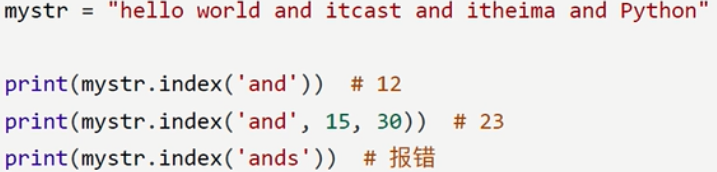 mystr = "hello world and itcast and itheima and Python"
print(mystr.index('and'))  # 12
print(mystr.index('and', 15, 30))  # 23
print(mystr.index('ands'))  # 报错